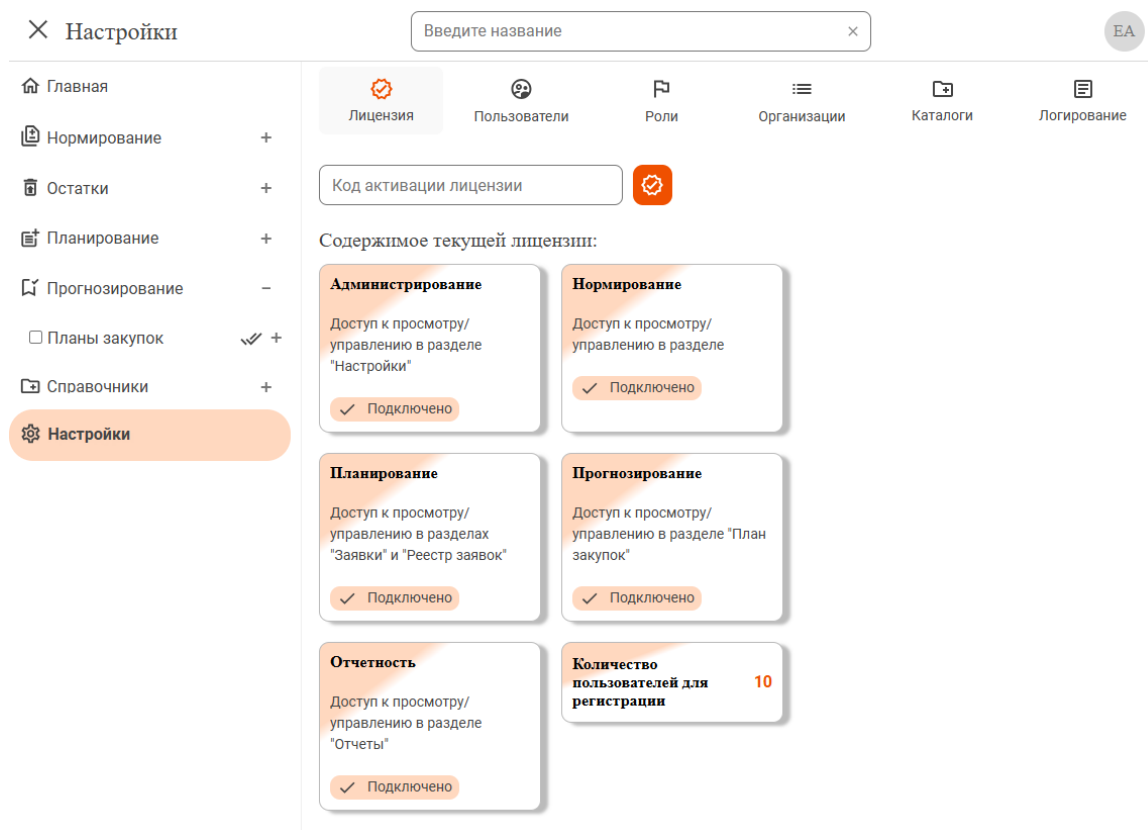 Настройки
Введите название
EA
Главная
Нормирование
Остатки
Планирование
Прогнозирование
Планы закупок
Справочники
Настройки
Лицензия
Пользователи
Роли
Организации
Каталоги
Логирование
Код активации лицензии
Содержимое текущей лицензии:
Администрирование
Доступ к просмотру/
управлению в разделе
"Настройки"
Подключено
Нормирование
Доступ к просмотру/
управлению в разделе
Подключено
Планирование
Доступ к просмотру/
управлению в разделах
"Заявки" и "Реестр заявок"
Подключено
Прогнозирование
Доступ к просмотру/
управлению в разделе "План
закупок"
Подключено
Отчетность
Доступ к просмотру/
управлению в разделе
"Отчеты"
Подключено
Количество
пользователей для
регистрации
10